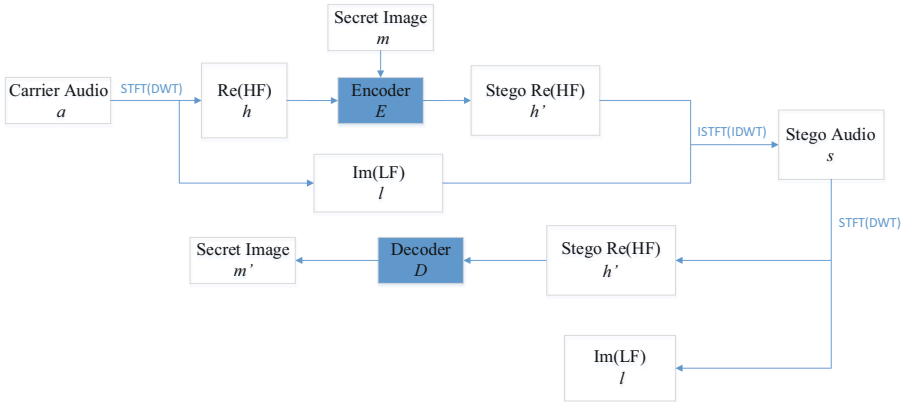 Secret Image
m
Carrier Audio
a
STFT(DWT)
Re(HF)
h
Encoder
E
Stego Re(HF)
h’
ISTFT(IDWT)
Stego Audio
s
Im(LF)
l
STFT(DWT)
Secret Image
m’
Decoder
D
Stego Re(HF)
h’
Im(LF)
l